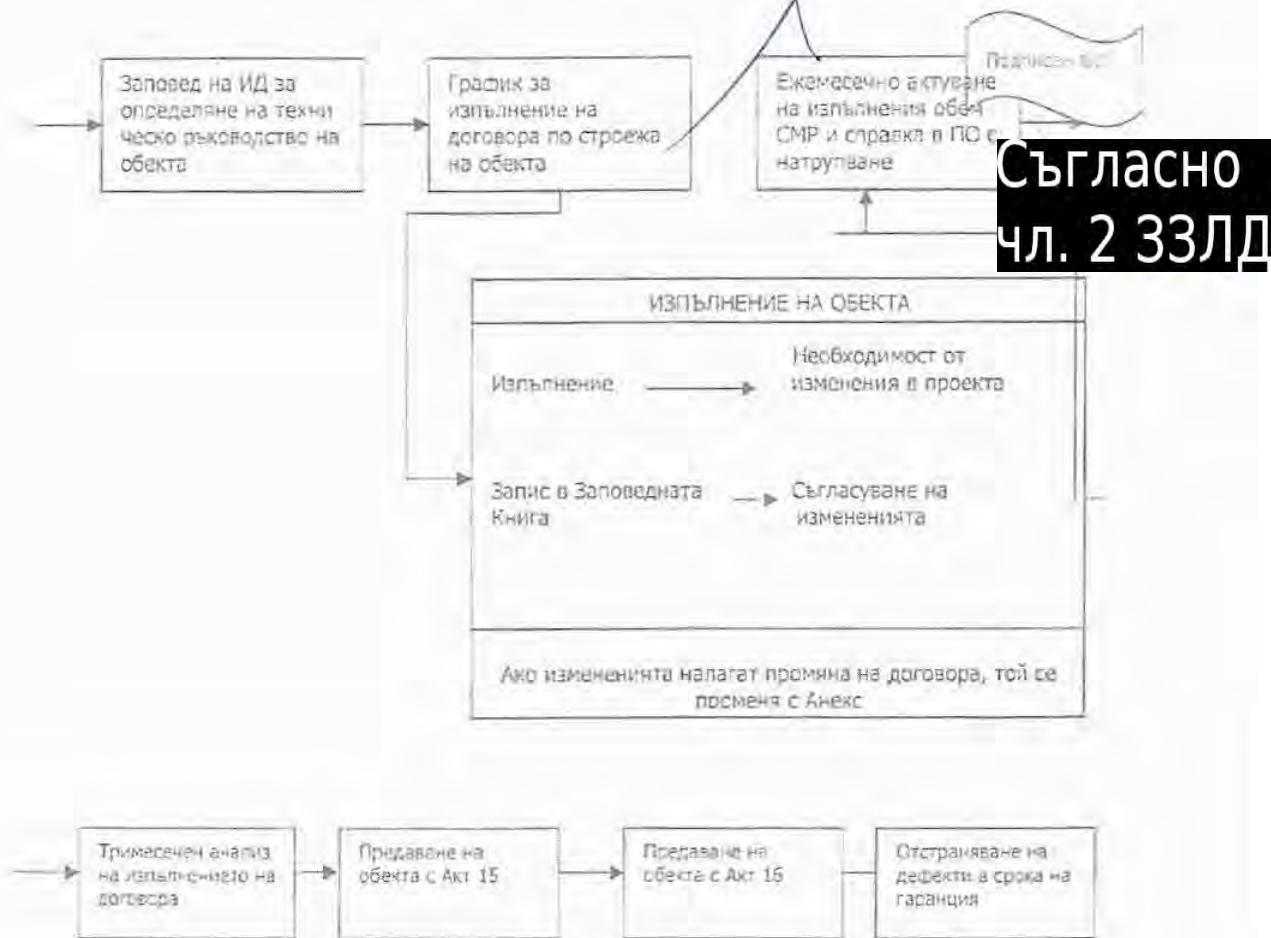 Заповед на ИД за
определяне на техни
ческо ръководство на
обекта
График за
изпълнение на
договора по строежа
на обекта
Ежемесечно актуване
на изпълнения обем
СМР и справка в ПО с
натрупване
Подписан
Съгласно
чл. 2 ЗЗЛД
ИЗПЪЛНЕНИЕ НА ОБЕКТА
Изпълнение
Необходимост от
изменения в проекта
Запис в Заповедната
Книга
Съгласуване на
измененията
Ако измененията налагат промяна на договора, той се
променя с Анекс
Тримесечен анализ
на изпълнението на
договора
Предаване на
обекта с Акт 15
Предаване на
обекта с Акт 16
Отстраняване на
дефекти в срока на
гаранция